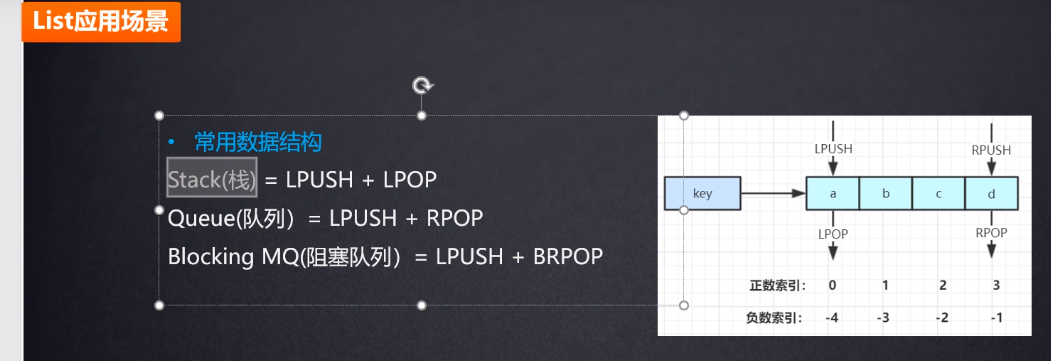 List应用场景
• 常用数据结构
Stack(栈) = LPUSH + LPOP
Queue(队列）= LPUSH + RPOP
Blocking MQ(阻塞队列）= LPUSH + BRPOP
LPUSH RPUSH
key a b c d
LPOP RPOP
正数索引： 0 1 2 3
负数索引： -4 -3 -2 -1